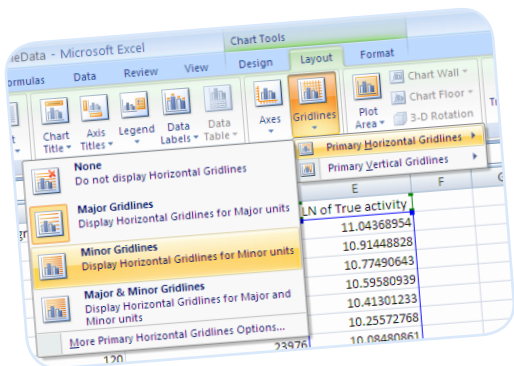 eData - Microsoft Excel
Chart Tools
ormulas Data Review View Design Layout Format
Chart Title Axis Titles Legend Data Labels Data Table Axes Gridlines Plot Area Chart Wall
Chart Floor
3-D Rotation
Primary Horizontal Gridlines
Primary Vertical Gridlines
None
Do not display Horizontal Gridlines
Major Gridlines
Display Horizontal Gridlines for Major units
Minor Gridlines
Display Horizontal Gridlines for Minor units
Major & Minor Gridlines
Display Horizontal Gridlines for Major and
Minor units
More Primary Horizontal Gridlines Options...
E F
LN of True activity
11.04368954
10.91448828
10.77490643
10.59580939
10.41301233
10.25572768
120 23976 10.08480861